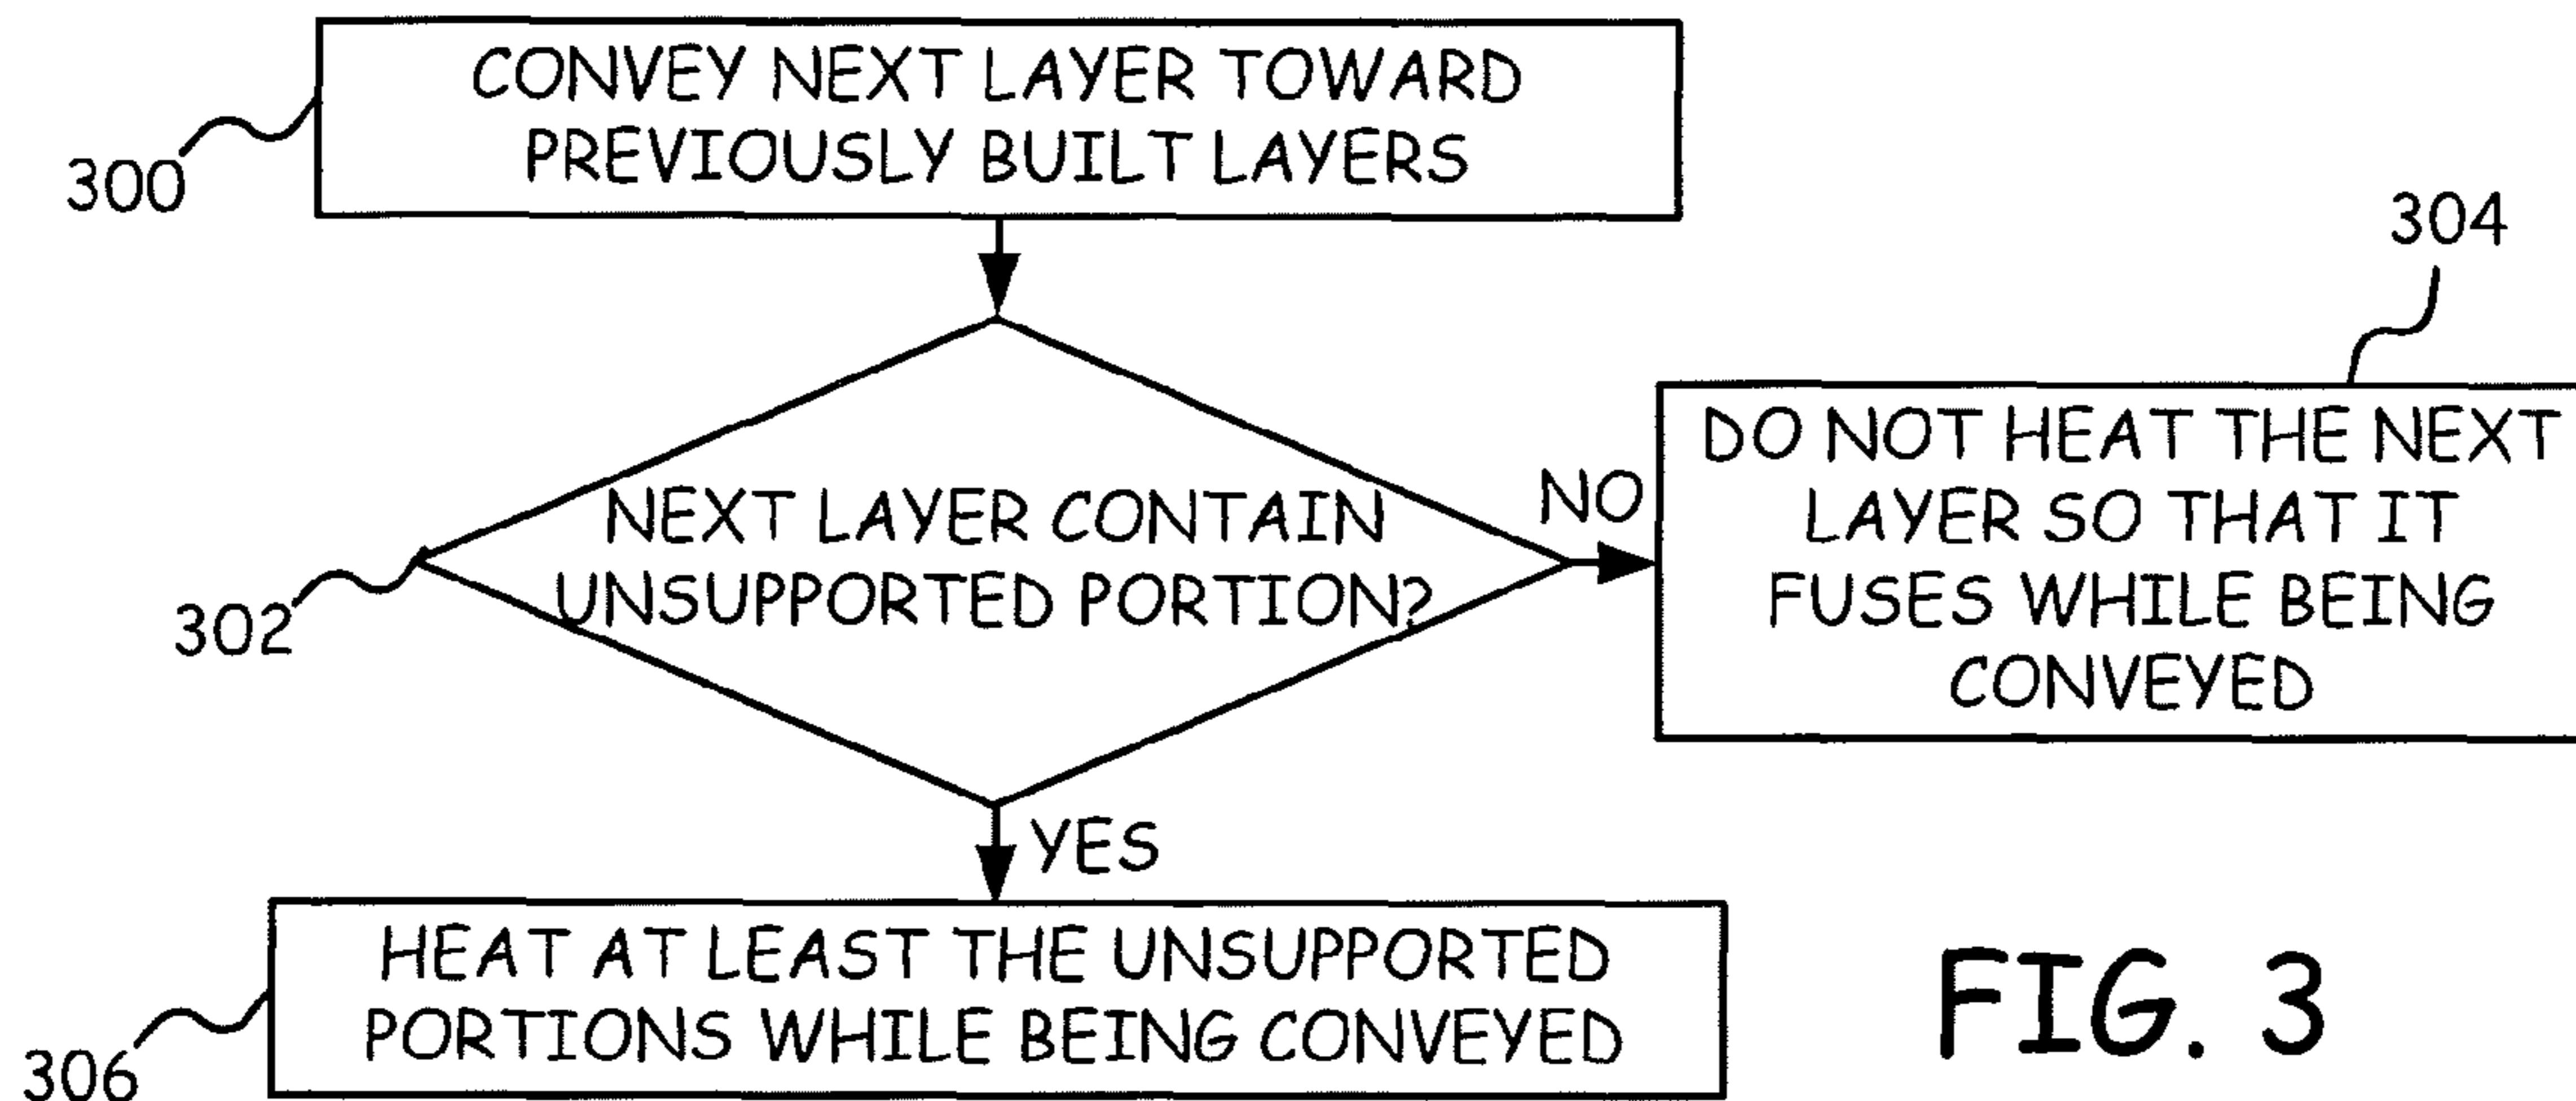 CONVEY NEXT LAYER TOWARD
PREVIOUSLY BUILT LAYERS
300
304
NEXT LAYER CONTAIN
UNSUPPORTED PORTION?
302
NO
DO NOT HEAT THE NEXT
LAYER SO THAT IT
FUSES WHILE BEING
CONVEYED
YES
HEAT AT LEAST THE UNSUPPORTED
PORTIONS WHILE BEING CONVEYED
306
FIG. 3